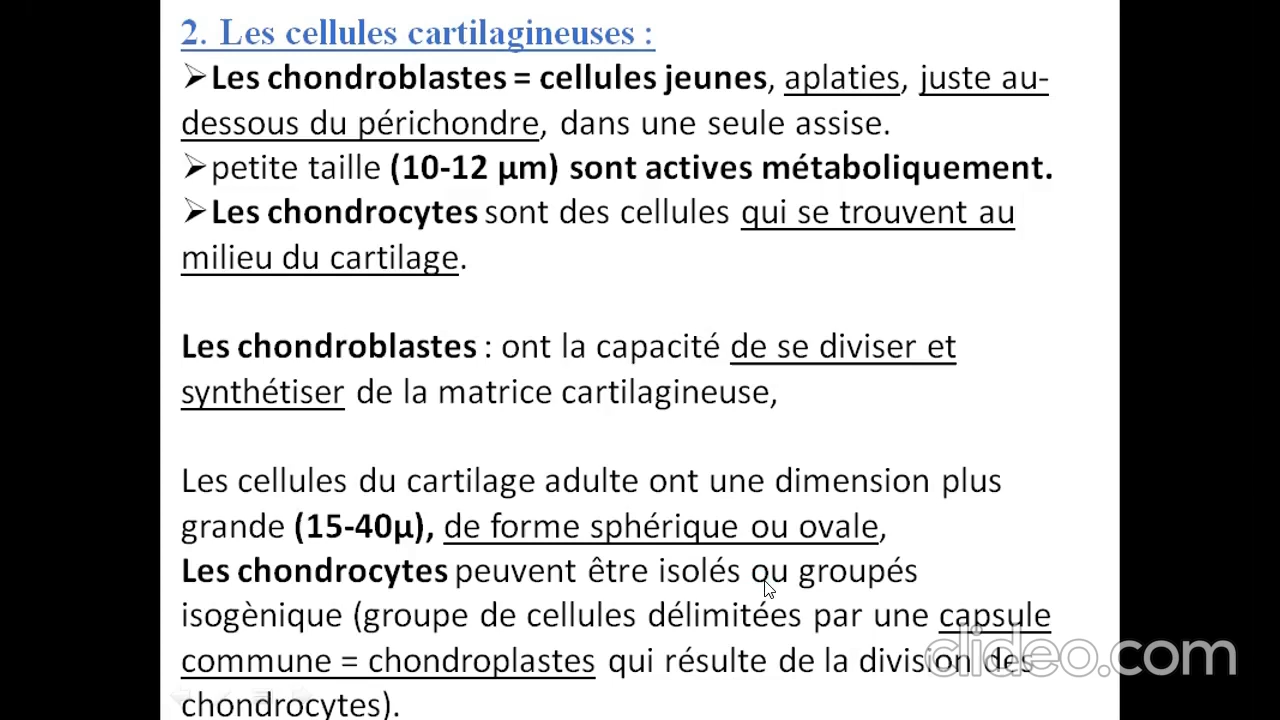 2. Les cellules cartilagineuses :
➢Les chondroblastes = cellules jeunes, aplaties, juste au-
dessous du périchondre, dans une seule assise.
➢petite taille (10-12 µm) sont actives métaboliquement.
➢Les chondrocytes sont des cellules qui se trouvent au
milieu du cartilage.
Les chondroblastes : ont la capacité de se diviser et
synthétiser de la matrice cartilagineuse,
Les cellules du cartilage adulte ont une dimension plus
grande (15-40µ), de forme sphérique ou ovale,
Les chondrocytes peuvent être isolés ou groupés
isogènique (groupe de cellules délimitées par une capsule
commune = chondroplastes qui résulte de la division des
chondrocytes).
clideo.com